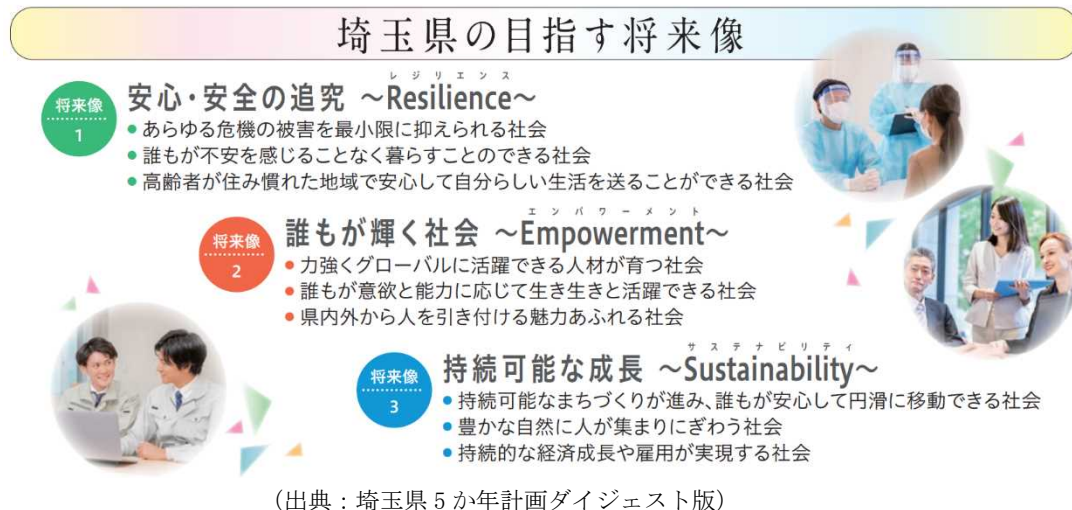 埼玉県の目指す将来像
将来像
1
レジリエンス
安心・安全の追究 ～Resilience～
● あらゆる危機の被害を最小限に抑えられる社会
● 誰もが不安を感じることなく暮らすことのできる社会
● 高齢者が住み慣れた地域で安心して自分らしい生活を送ることができる社会
将来像
2
エンパワーメント
誰もが輝く社会 ～Empowerment～
● 力強くグローバルに活躍できる人材が育つ社会
● 誰もが意欲と能力に応じて生き生きと活躍できる社会
● 県内外から人を引き付ける魅力あふれる社会
将来像
3
サステナビリティ
持続可能な成長 ～Sustainability～
● 持続可能なまちづくりが進み、誰もが安心して円滑に移動できる社会
● 豊かな自然に人が集まりにぎわう社会
● 持続的な経済成長や雇用が実現する社会
（出典：埼玉県５か年計画ダイジェスト版）